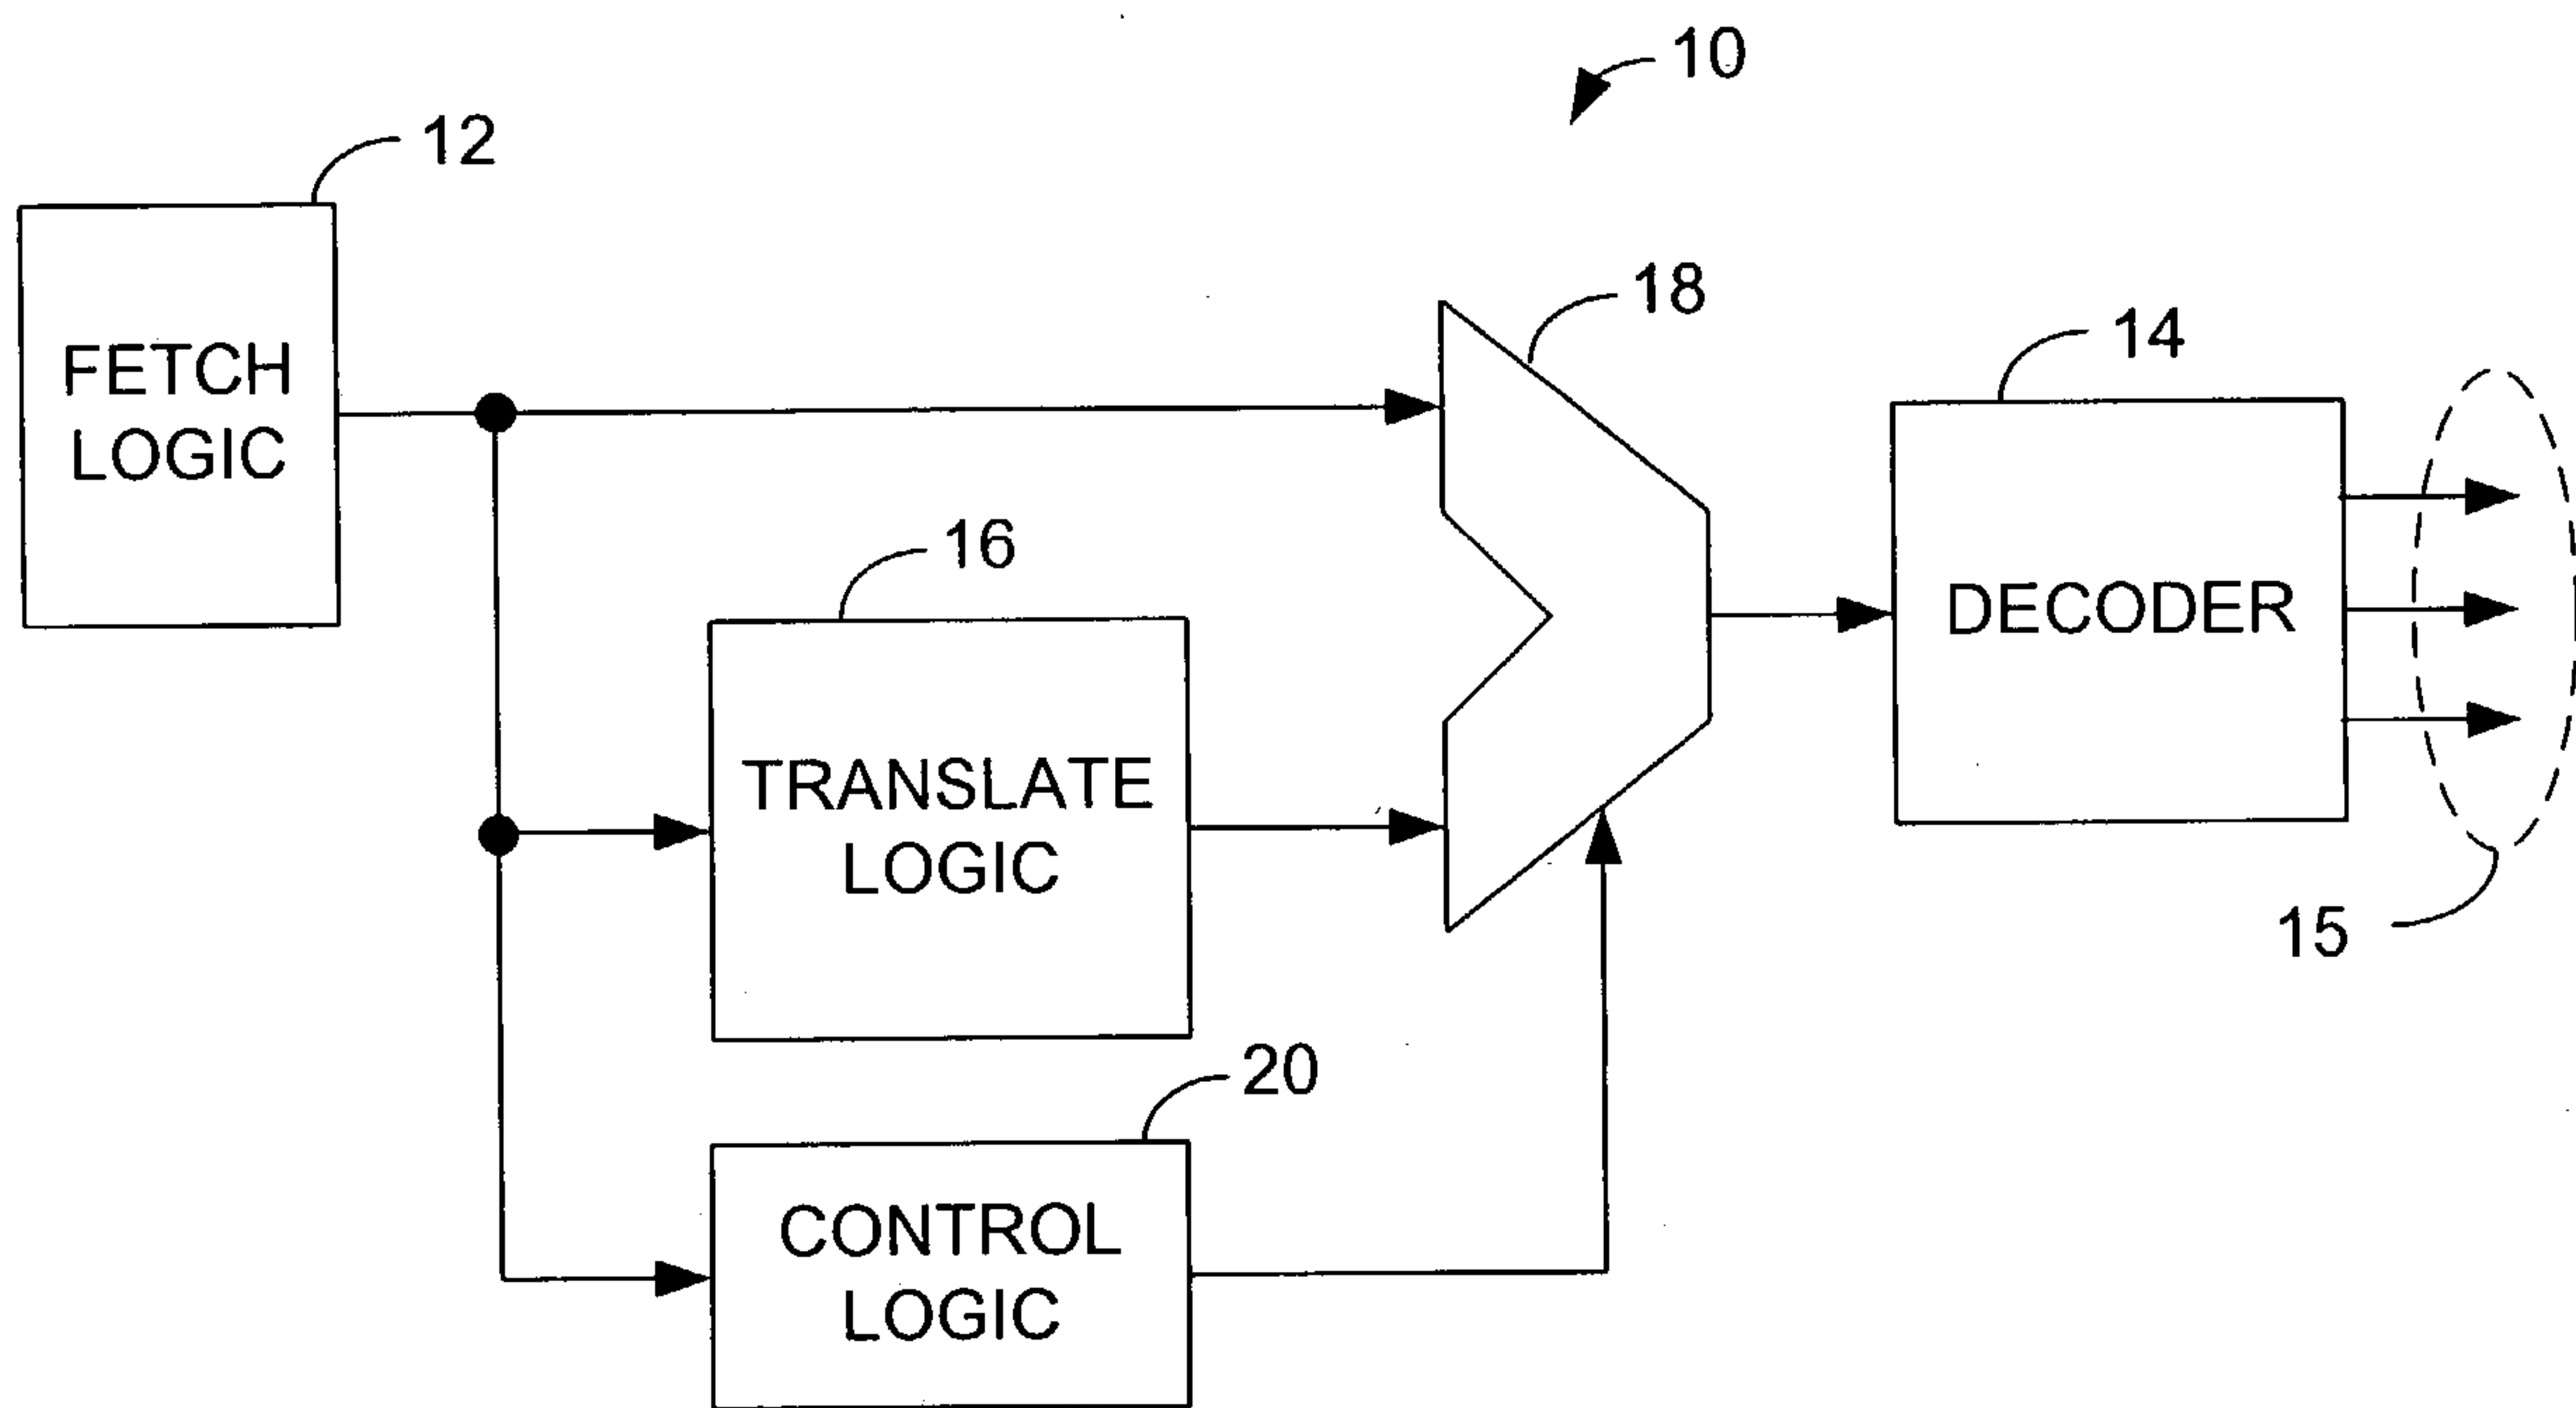 10
12
18
14
FETCH
LOGIC
16
DECODER
TRANSLATE
LOGIC
15
20
CONTROL
LOGIC